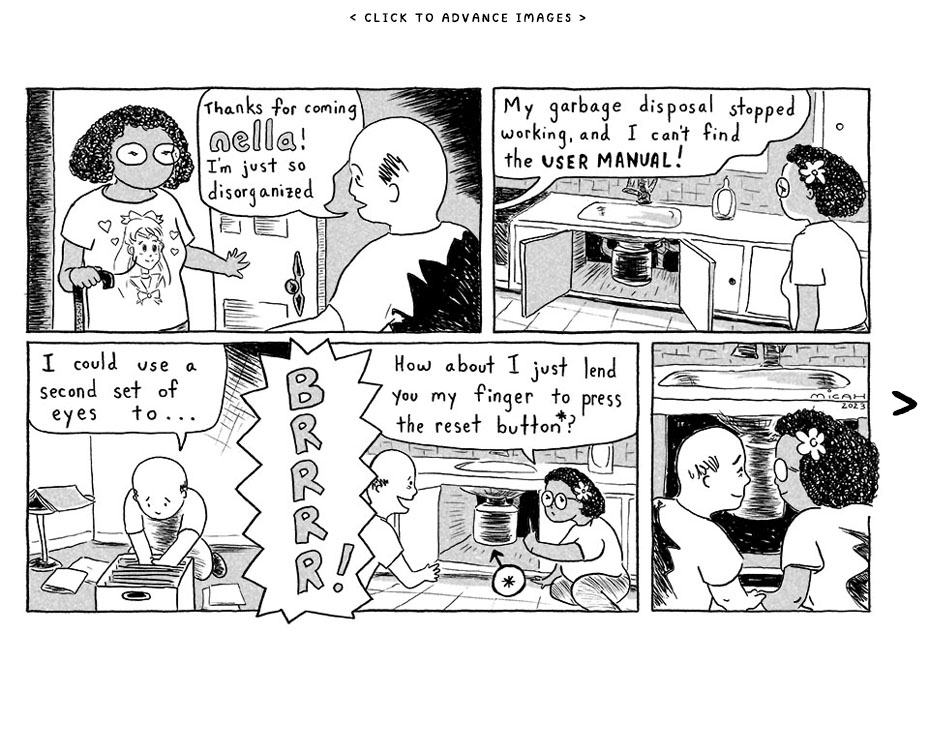 < CLICK TO ADVANCE IMAGES >
Thanks for coming
nella!
I'm just so
disorganized
My garbage disposal stopped
working, and I can't find
the USER MANUAL!
I could use a
second set of
eyes to...
BRRRRR!
How about I just lend
you my finger to press
the reset button*?
*
MICAH
2023
>